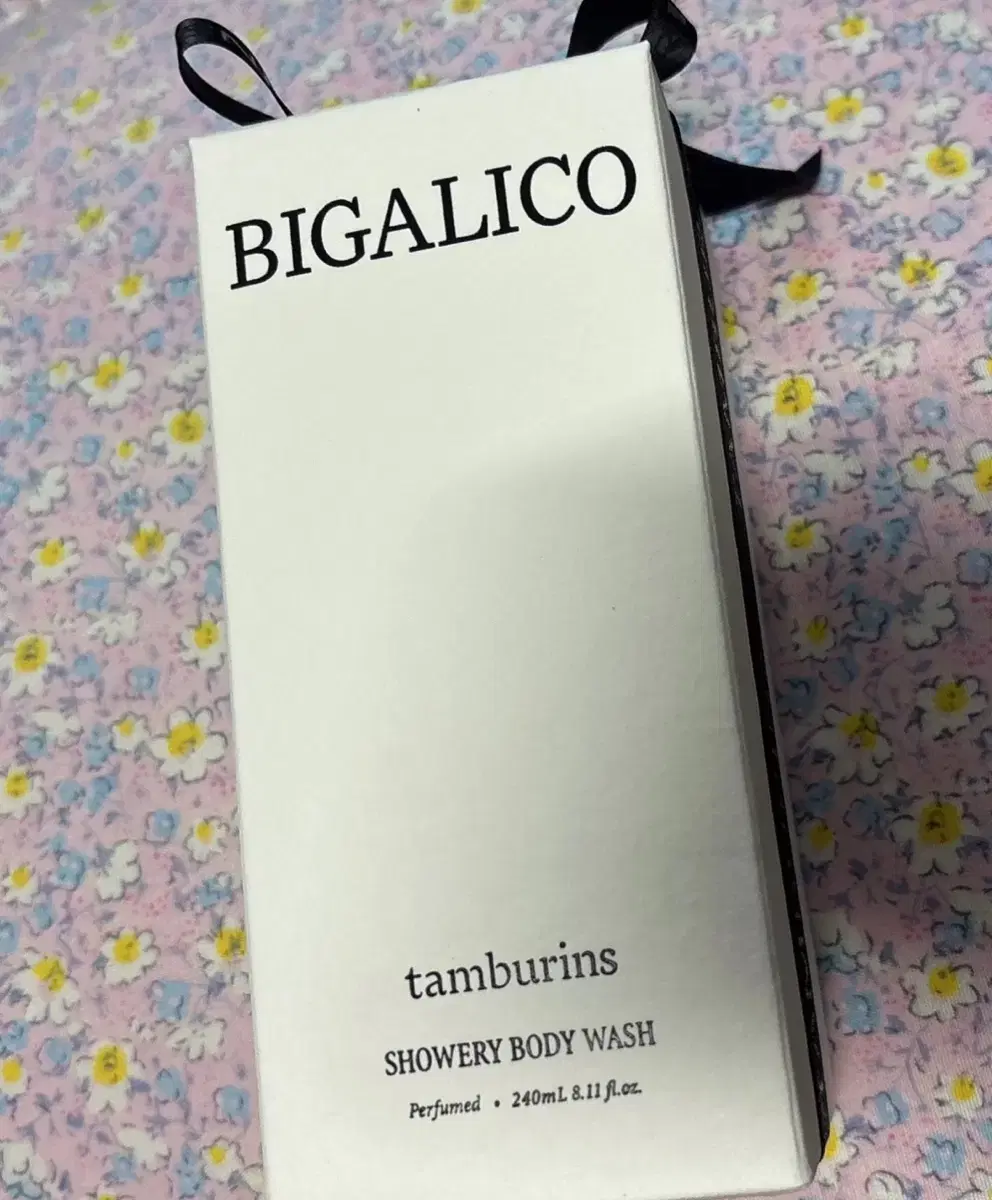 BIGALICO
tamburins
SHOWERY BODY WASH
Perfumed • 240mL 8.11 fl.oz.